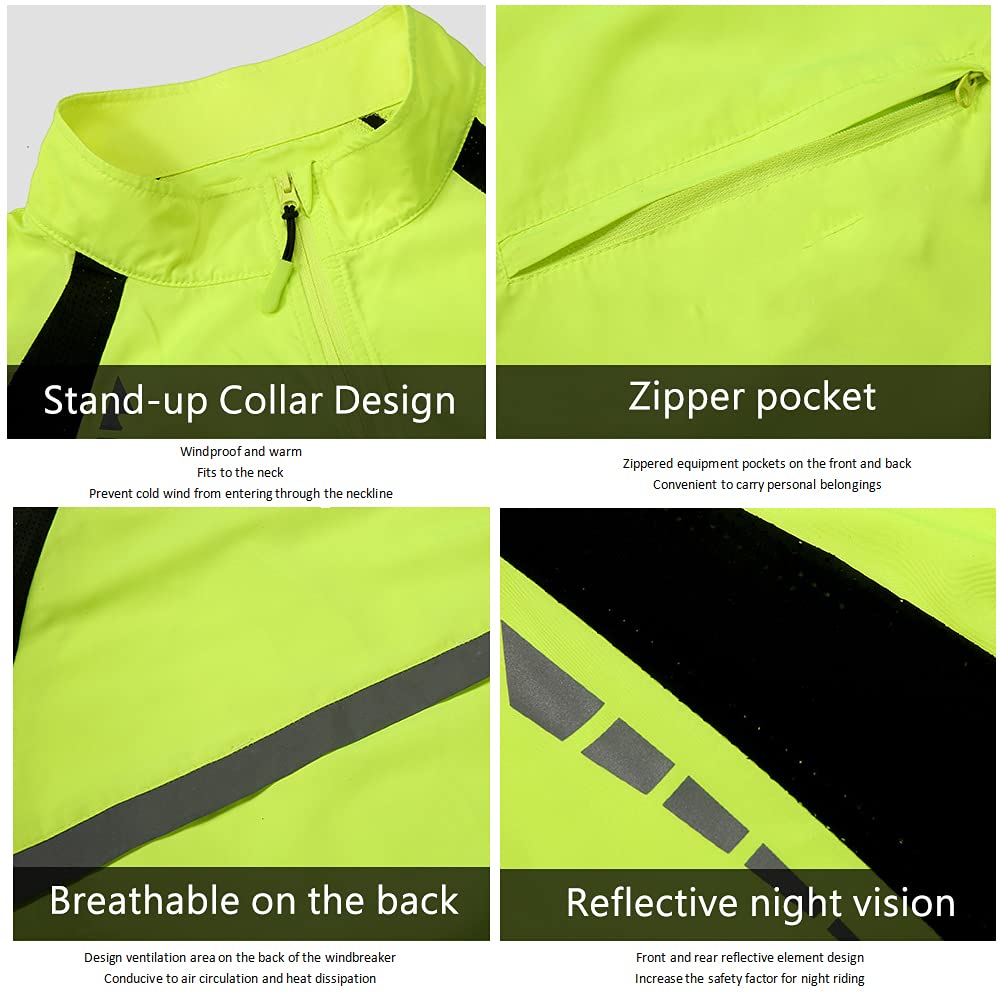 Stand-up Collar Design
Windproof and warm
Fits to the neck
Prevent cold wind from entering through the neckline
Zipper pocket
Zippered equipment pockets on the front and back
Convenient to carry personal belongings
Breathable on the back
Design ventilation area on the back of the windbreaker
Conducive to air circulation and heat dissipation
Reflective night vision
Front and rear reflective element design
Increase the safety factor for night riding